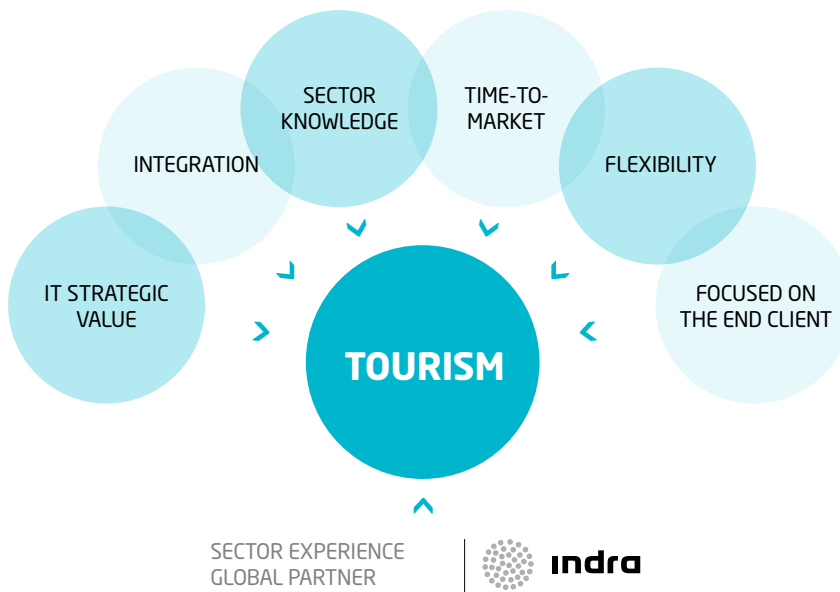 SECTOR
KNOWLEDGE
TIME-TO-
MARKET
INTEGRATION
FLEXIBILITY
IT STRATEGIC
VALUE
FOCUSED ON
THE END CLIENT
TOURISM
SECTOR EXPERIENCE
GLOBAL PARTNER
indra